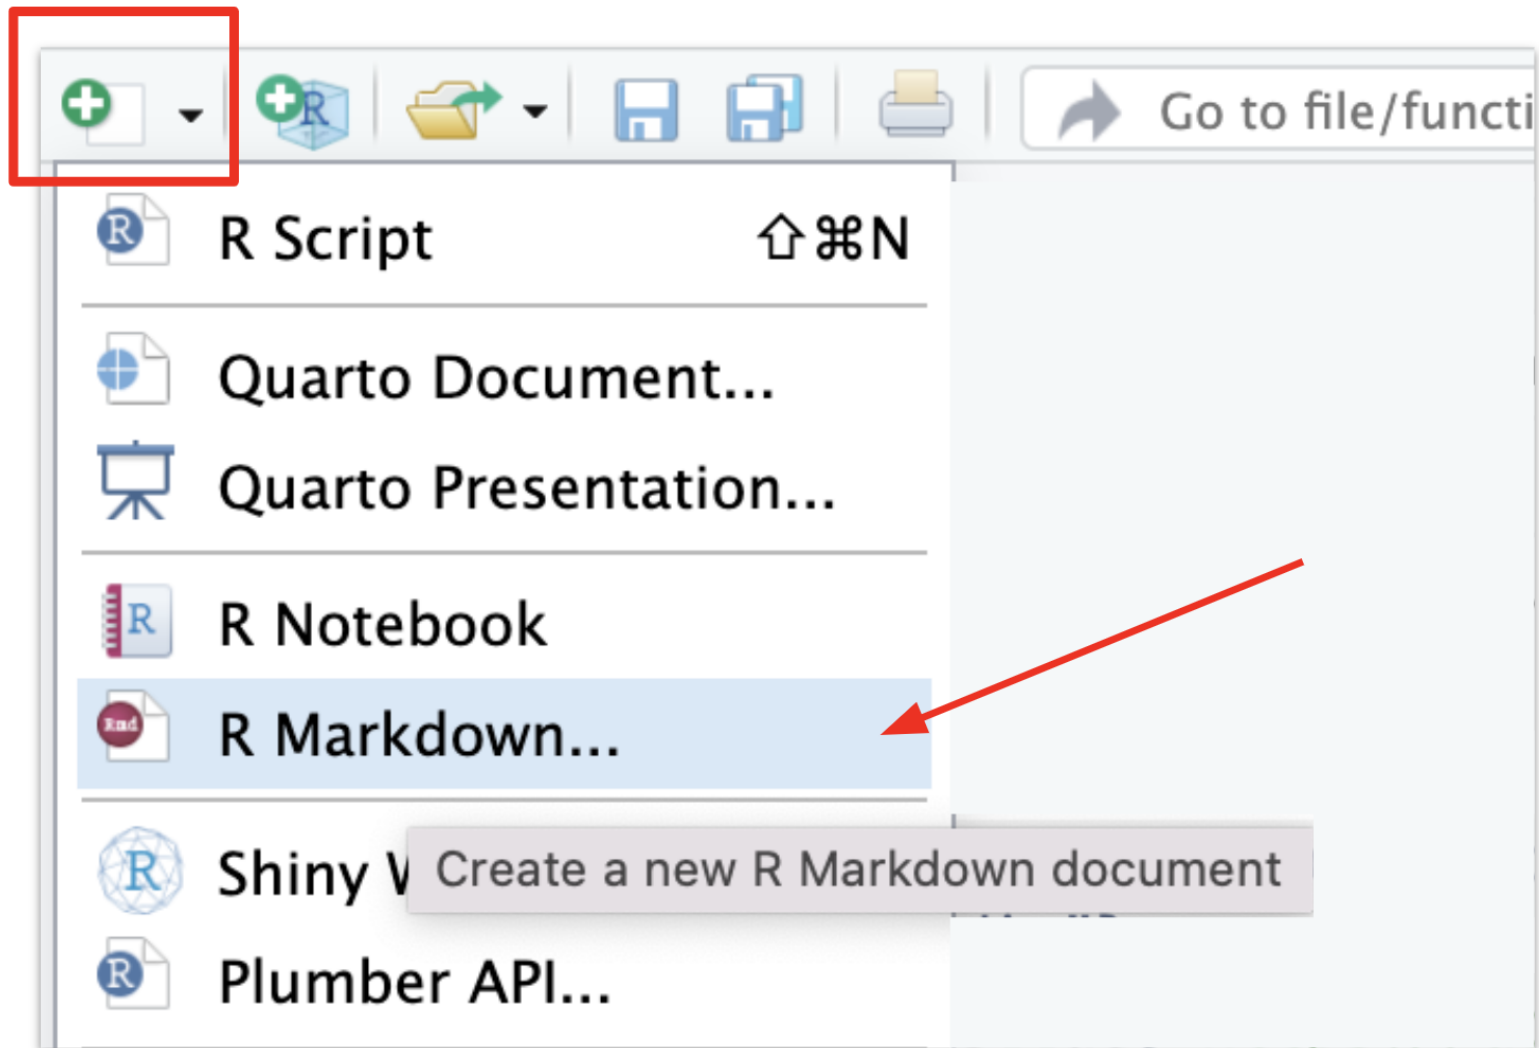 Go to file/functi
R Script ⇧⌘N
Quarto Document...
Quarto Presentation...
R Notebook
R Markdown...
Shiny
Create a new R Markdown document
Plumber API...